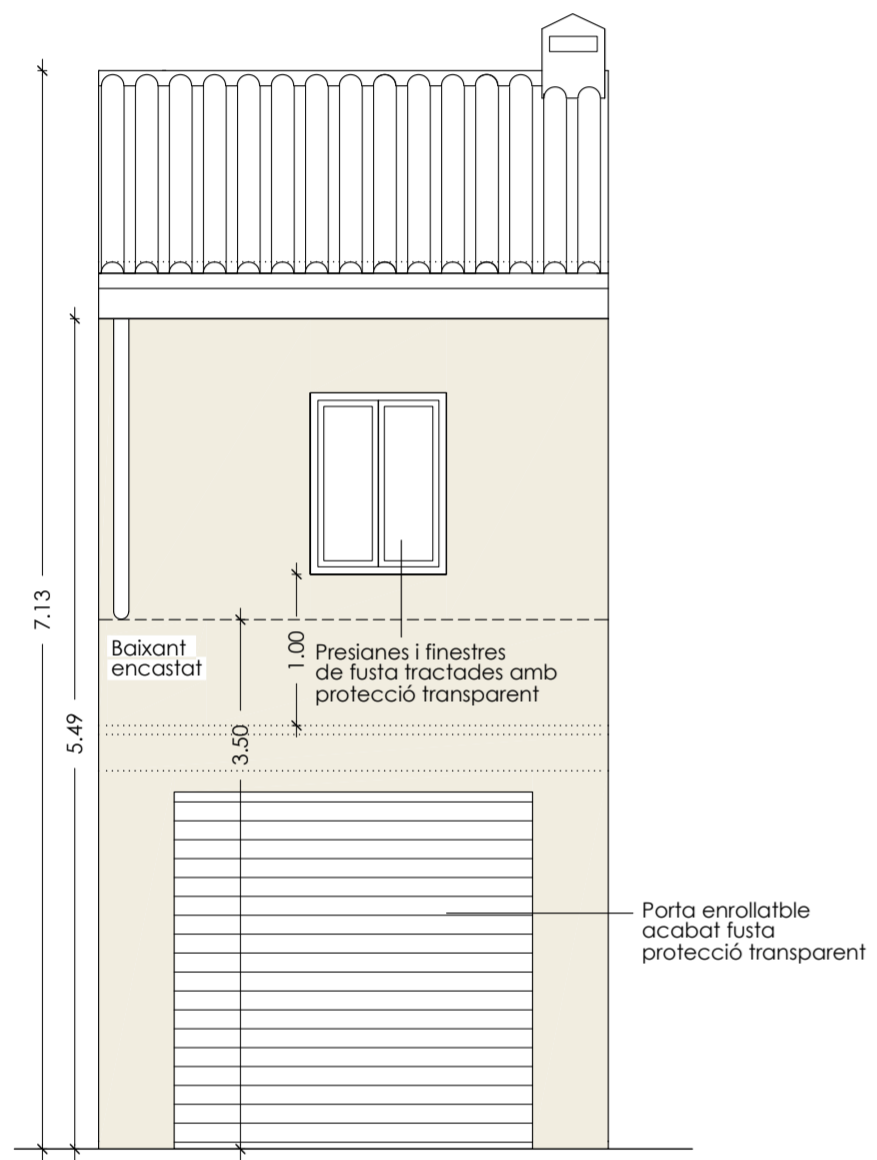 7.13
5.49
Baixant
encastat
3.50
1.00
Presianes i finestres
de fusta tractades amb
protecció transparent
Porta enrollatble
acabat fusta
protecció transparent